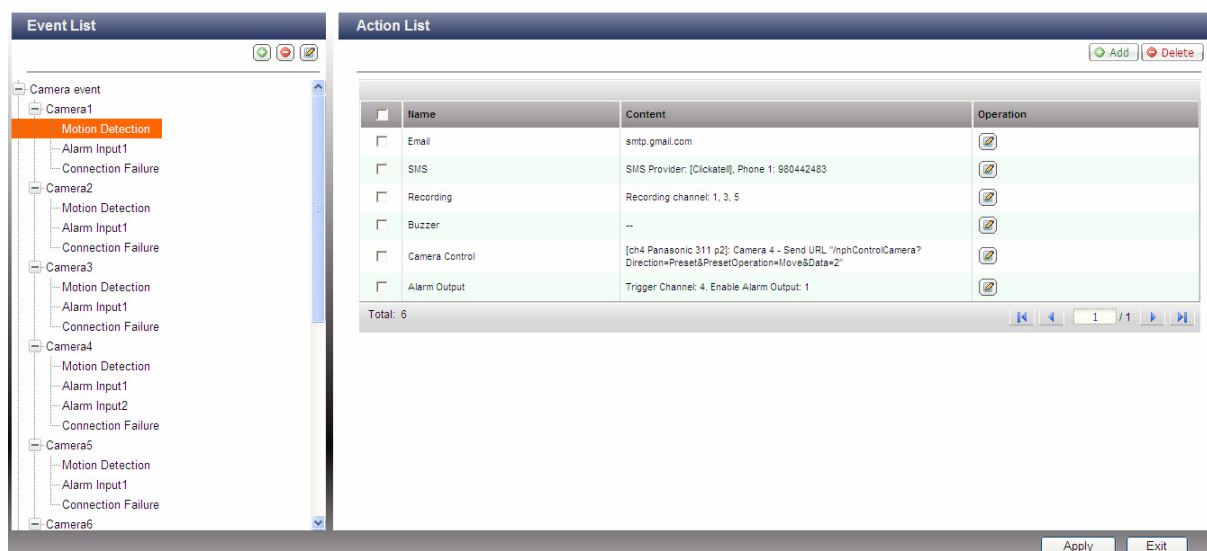 Event List
Camera event
Camera1
Motion Detection
Alarm Input1
Connection Failure
Camera2
Motion Detection
Alarm Input1
Connection Failure
Camera3
Motion Detection
Alarm Input1
Connection Failure
Camera4
Motion Detection
Alarm Input1
Alarm Input2
Connection Failure
Camera5
Motion Detection
Alarm Input1
Connection Failure
Camera6
Action List
Add Delete
Name Content Operation
Email smtp.gmail.com
SMS SMS Provider: [Clickatell], Phone 1: 980442483
Recording Recording channel: 1, 3, 5
Buzzer --
Camera Control [ch4 Panasonic 311 p2]: Camera 4 - Send URL "/nphControlCamera?
Direction=Preset&PresetOperation=Move&Data=2"
Alarm Output Trigger Channel: 4, Enable Alarm Output: 1
Total: 6 1 / 1
Apply Exit